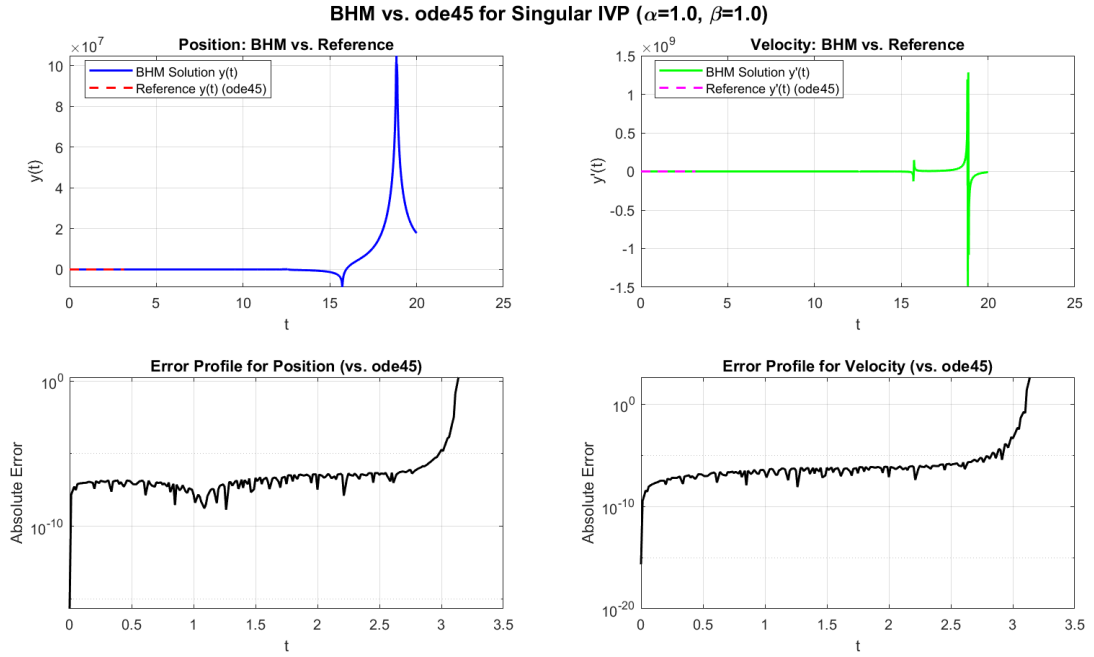 BHM vs. ode45 for Singular IVP (α=1.0, β=1.0)
Position: BHM vs. Reference
×10^7
BHM Solution y(t)
Reference y(t) (ode45)
10
8
6
4
2
0
y(t)
0 5 10 15 20 25
t
Velocity: BHM vs. Reference
×10^9
BHM Solution y'(t)
Reference y'(t) (ode45)
1.5
1
0.5
0
-0.5
-1
-1.5
y'(t)
0 5 10 15 20 25
t
Error Profile for Position (vs. ode45)
10^0
10^-10
Absolute Error
0 0.5 1 1.5 2 2.5 3 3.5
t
Error Profile for Velocity (vs. ode45)
10^0
10^-10
10^-20
Absolute Error
0 0.5 1 1.5 2 2.5 3 3.5
t